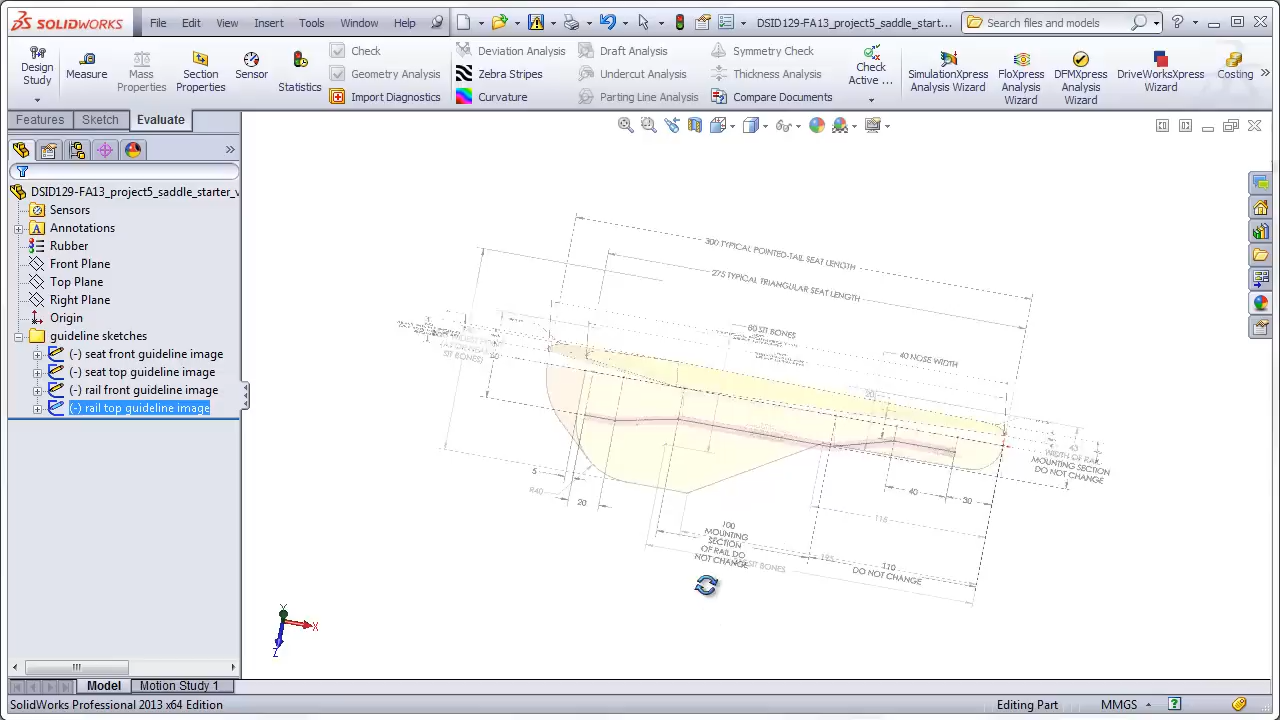 SOLIDWORKS File Edit View Insert Tools Window Help DSID129-FA13_project5_saddle_start... Search files and models
Design Study Measure Mass Properties Section Properties Sensor Statistics
Check
Geometry Analysis
Import Diagnostics
Deviation Analysis
Zebra Stripes
Curvature
Draft Analysis
Undercut Analysis
Parting Line Analysis
Symmetry Check
Thickness Analysis
Compare Documents
Check Active ...
SimulationXpress Analysis Wizard
FloXpress Analysis Wizard
DFMXpress Analysis Wizard
DriveWorksXpress Wizard
Costing
Features Sketch Evaluate
DSID129-FA13_project5_saddle_starter_v
Sensors
Annotations
Rubber
Front Plane
Top Plane
Right Plane
Origin
guideline sketches
(-) seat front guideline image
(-) seat top guideline image
(-) rail front guideline image
(-) rail top guideline image
300 TYPICAL POINTED-TAIL SEAT LENGTH
275 TYPICAL TRIANGULAR SEAT LENGTH
80 SIT BONES
40 NOSE WIDTH
WIDTH OF RAIL
MOUNTING SECTION
DO NOT CHANGE
5
R40
20
40
30
116
100
MOUNTING
SECTION
OF RAIL DO
NOT CHANGE
SIT BONES
195
110
DO NOT CHANGE
Y
X
Z
Model Motion Study 1
SolidWorks Professional 2013 x64 Edition Editing Part MMGS